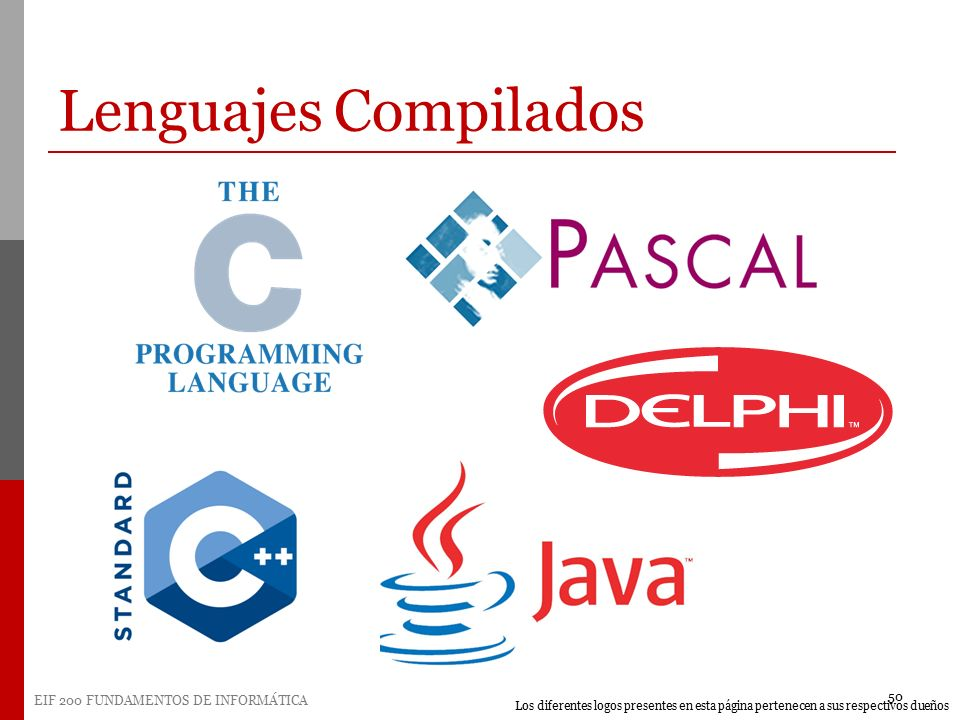 Lenguajes Compilados
THE
C
PROGRAMMING
LANGUAGE
PASCAL
DELPHI™
STANDARD
C++
Java™
EIF 200 FUNDAMENTOS DE INFORMÁTICA
50
Los diferentes logos presentes en esta página pertenecen a sus respectivos dueños